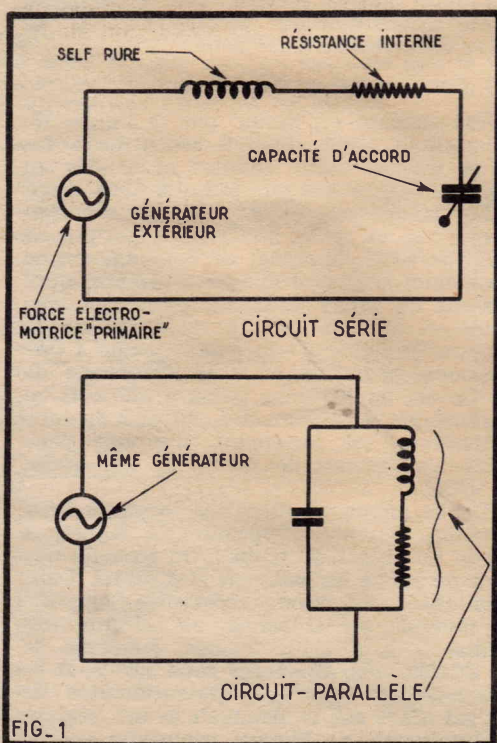 SELF PURE
RÉSISTANCE INTERNE
CAPACITÉ D'ACCORD
GÉNÉRATEUR
EXTÉRIEUR
FORCE ÉLECTRO-
MOTRICE "PRIMAIRE"
CIRCUIT SÉRIE
MÊME GÉNÉRATEUR
CIRCUIT-PARALLÈLE
FIG_1